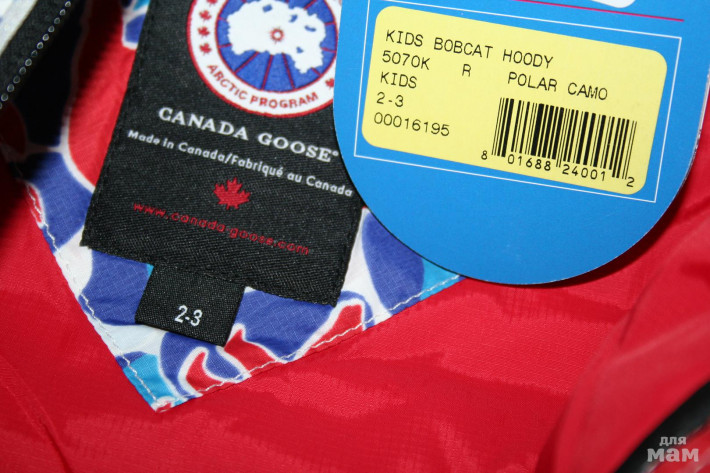 ARCTIC PROGRAM
CANADA GOOSE®
Made in Canada/Fabriqué au Canada
www.canada-goose.com
2-3
KIDS BOBCAT HOODY
5070K R POLAR CAMO
KIDS
2-3
00016195
8 01688 24001 2
для
мам